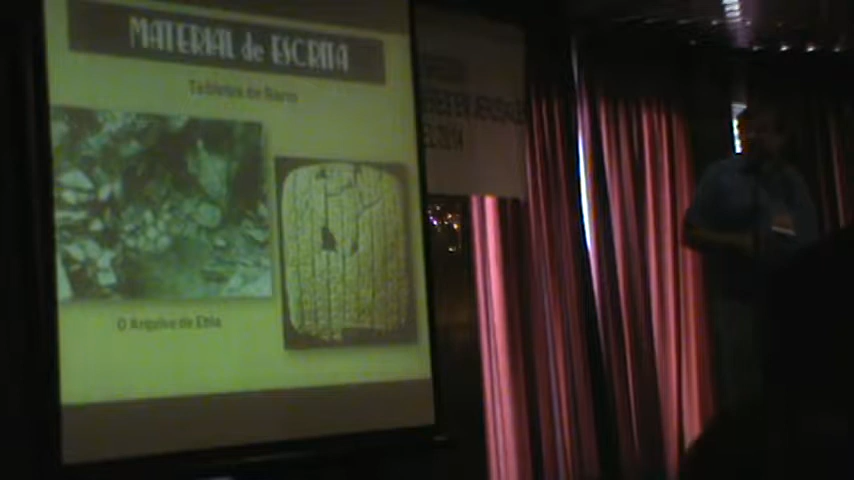 MATERIAL de ESCRITA
Tabletes de Barro
O Arquivo de Ebla